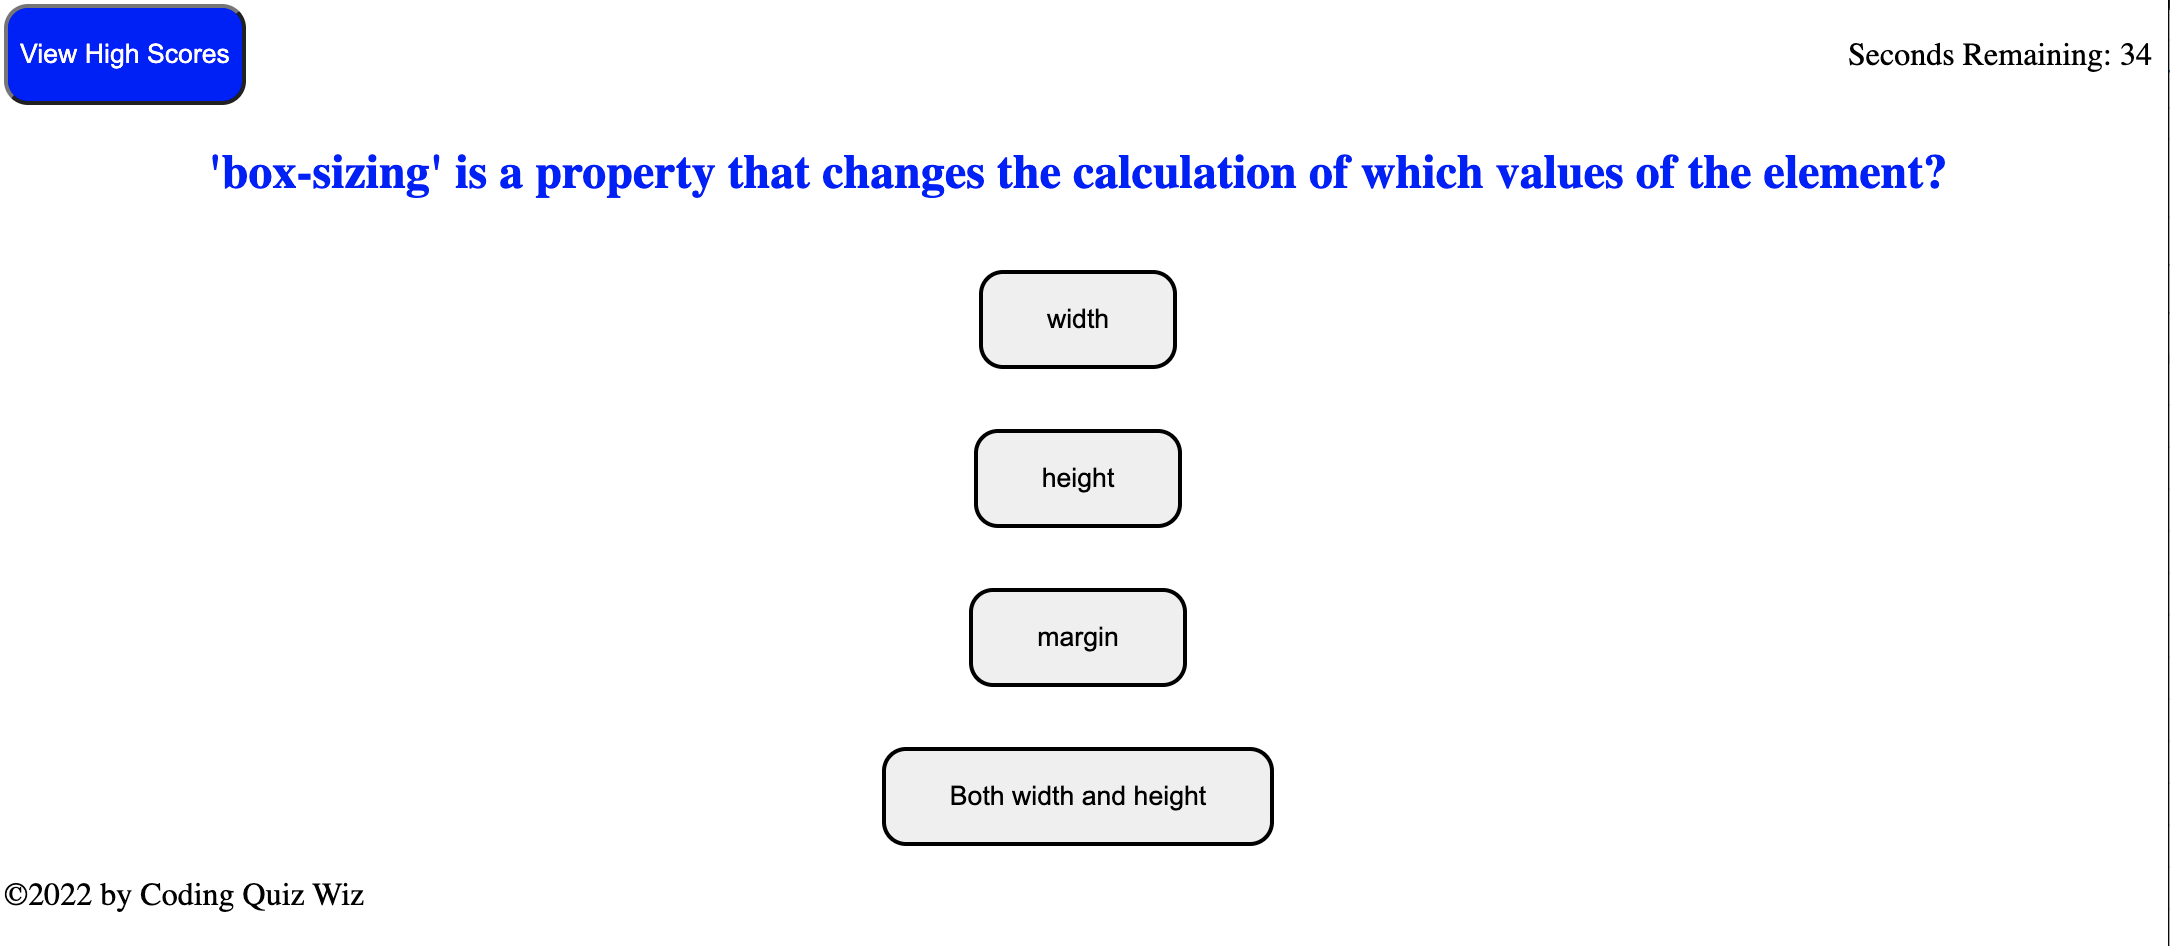 View High Scores
Seconds Remaining: 34
'box-sizing' is a property that changes the calculation of which values of the element?
width
height
margin
Both width and height
©2022 by Coding Quiz Wiz